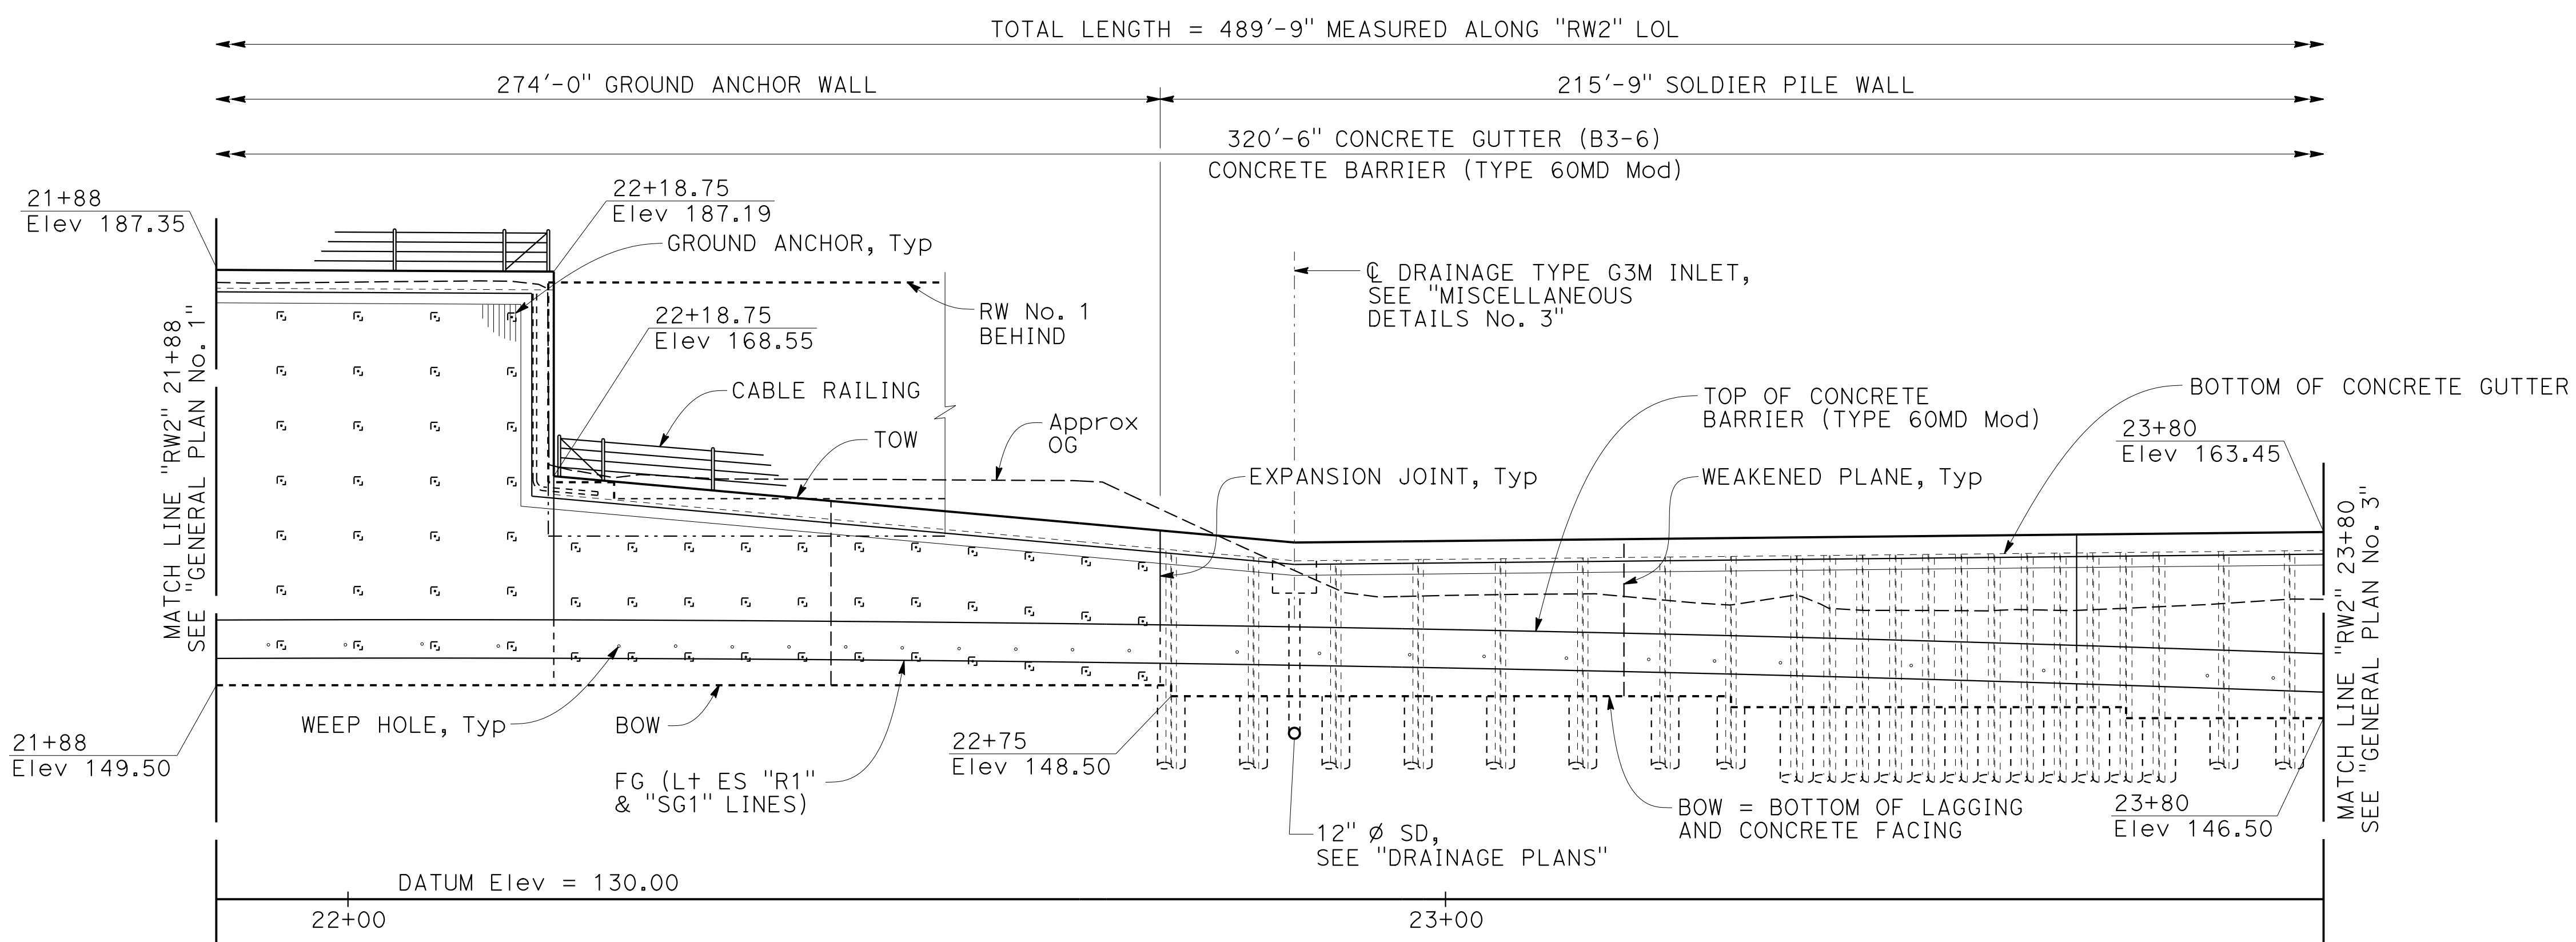 TOTAL LENGTH = 489'-9" MEASURED ALONG "RW2" LOL
274'-0" GROUND ANCHOR WALL
215'-9" SOLDIER PILE WALL
320'-6" CONCRETE GUTTER (B3-6)
CONCRETE BARRIER (TYPE 60MD Mod)
21+88
Elev 187.35
22+18.75
Elev 187.19
GROUND ANCHOR, Typ
RW No. 1
BEHIND
22+18.75
Elev 168.55
CABLE RAILING
TOW
Approx
OG
℄ DRAINAGE TYPE G3M INLET,
SEE "MISCELLANEOUS
DETAILS No. 3"
EXPANSION JOINT, Typ
TOP OF CONCRETE
BARRIER (TYPE 60MD Mod)
BOTTOM OF CONCRETE GUTTER
WEAKENED PLANE, Typ
23+80
Elev 163.45
MATCH LINE "RW2" 21+88
SEE "GENERAL PLAN No. 1"
MATCH LINE "RW2" 23+80
SEE "GENERAL PLAN No. 3"
WEEP HOLE, Typ
BOW
21+88
Elev 149.50
22+75
Elev 148.50
FG (Lt ES "R1"
& "SG1" LINES)
12" Ø SD,
SEE "DRAINAGE PLANS"
BOW = BOTTOM OF LAGGING
AND CONCRETE FACING
23+80
Elev 146.50
DATUM Elev = 130.00
22+00
23+00